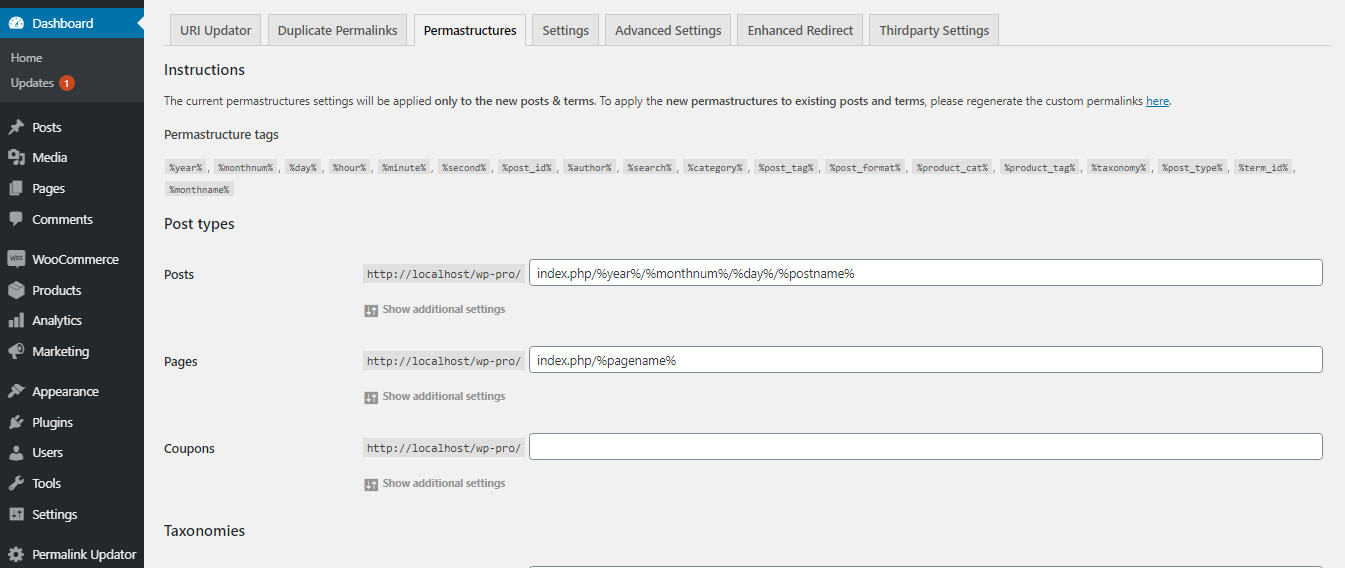 Dashboard
Home
Updates 1
Posts
Media
Pages
Comments
WooCommerce
Products
Analytics
Marketing
Appearance
Plugins
Users
Tools
Settings
Permalink Updator
URI Updator
Duplicate Permalinks
Permastructures
Settings
Advanced Settings
Enhanced Redirect
Thirdparty Settings
Instructions
The current permastructures settings will be applied only to the new posts & terms. To apply the new permastructures to existing posts and terms, please regenerate the custom permalinks here.
Permastructure tags
%year% , %monthnum% , %day% , %hour% , %minute% , %second% , %post_id% , %author% , %search% , %category% , %post_tag% , %post_format% , %product_cat% , %product_tag% , %taxonomy% , %post_type% , %term_id% ,
%monthname%
Post types
Posts http://localhost/wp-pro/ index.php/%year%/%monthnum%/%day%/%postname%
Show additional settings
Pages http://localhost/wp-pro/ index.php/%pagename%
Show additional settings
Coupons http://localhost/wp-pro/
Show additional settings
Taxonomies